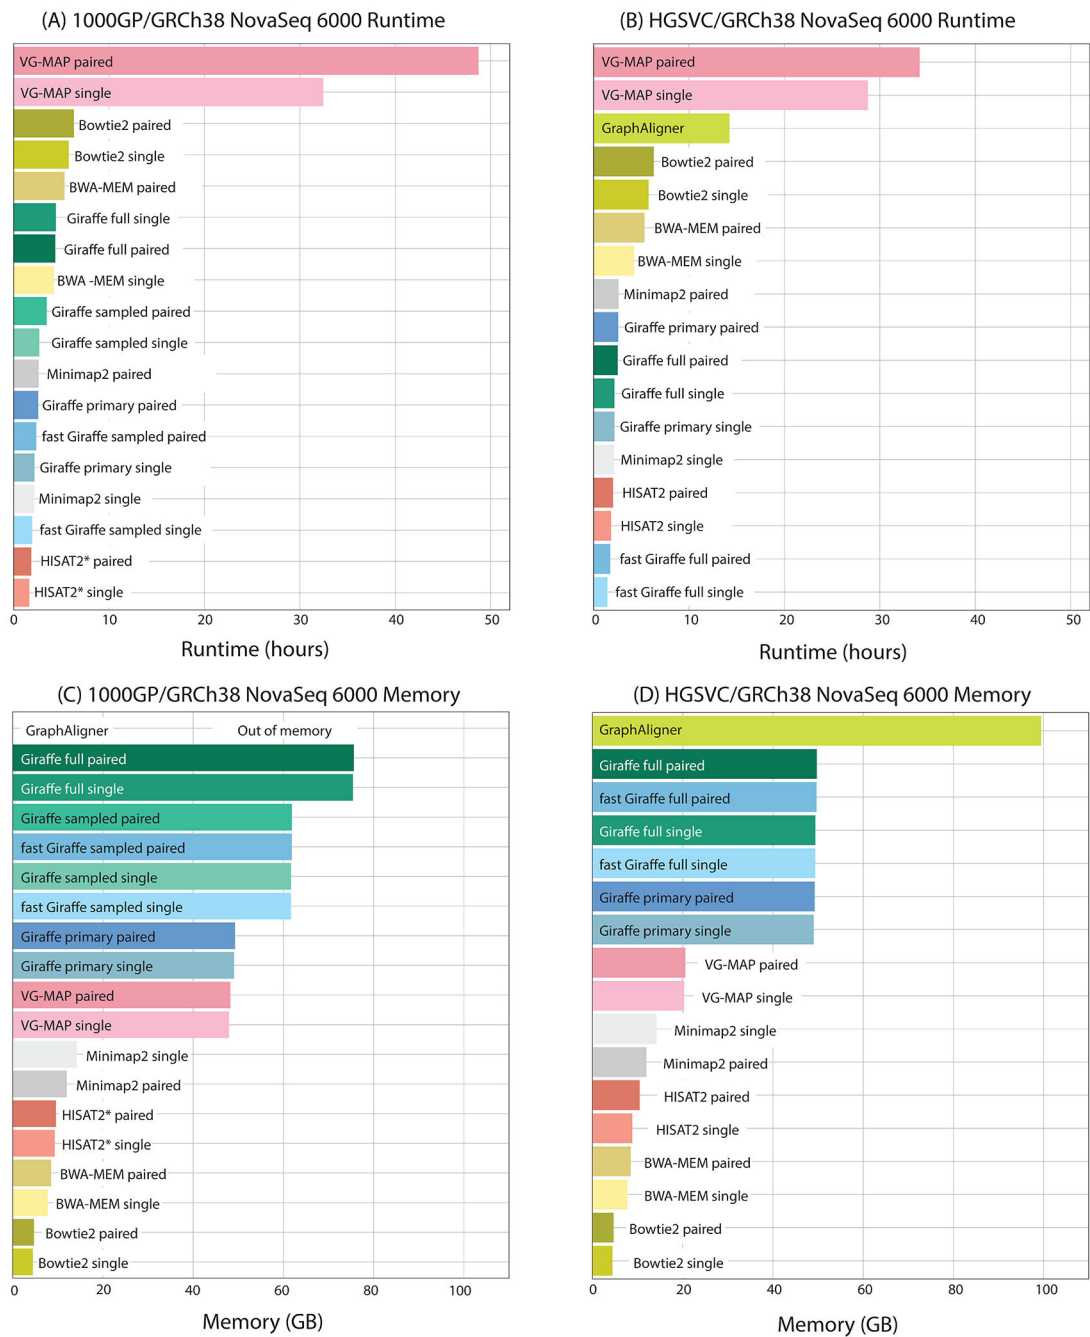 (A) 1000GP/GRCh38 NovaSeq 6000 Runtime
VG-MAP paired
VG-MAP single
Bowtie2 paired
Bowtie2 single
BWA-MEM paired
Giraffe full single
Giraffe full paired
BWA -MEM single
Giraffe sampled paired
Giraffe sampled single
Minimap2 paired
Giraffe primary paired
fast Giraffe sampled paired
Giraffe primary single
Minimap2 single
fast Giraffe sampled single
HISAT2* paired
HISAT2* single
0 10 20 30 40 50
Runtime (hours)
(B) HGSVC/GRCh38 NovaSeq 6000 Runtime
VG-MAP paired
VG-MAP single
GraphAligner
Bowtie2 paired
Bowtie2 single
BWA-MEM paired
BWA-MEM single
Minimap2 paired
Giraffe primary paired
Giraffe full paired
Giraffe full single
Giraffe primary single
Minimap2 single
HISAT2 paired
HISAT2 single
fast Giraffe full paired
fast Giraffe full single
0 10 20 30 40 50
Runtime (hours)
(C) 1000GP/GRCh38 NovaSeq 6000 Memory
GraphAligner Out of memory
Giraffe full paired
Giraffe full single
Giraffe sampled paired
fast Giraffe sampled paired
Giraffe sampled single
fast Giraffe sampled single
Giraffe primary paired
Giraffe primary single
VG-MAP paired
VG-MAP single
Minimap2 single
Minimap2 paired
HISAT2* paired
HISAT2* single
BWA-MEM paired
BWA-MEM single
Bowtie2 paired
Bowtie2 single
0 20 40 60 80 100
Memory (GB)
(D) HGSVC/GRCh38 NovaSeq 6000 Memory
GraphAligner
Giraffe full paired
fast Giraffe full paired
Giraffe full single
fast Giraffe full single
Giraffe primary paired
Giraffe primary single
VG-MAP paired
VG-MAP single
Minimap2 single
Minimap2 paired
HISAT2 paired
HISAT2 single
BWA-MEM paired
BWA-MEM single
Bowtie2 paired
Bowtie2 single
0 20 40 60 80 100
Memory (GB)